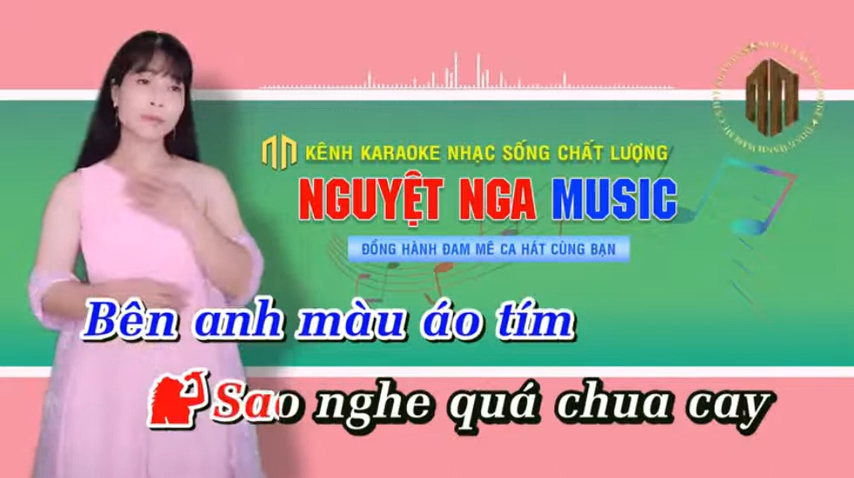 KÊNH KARAOKE NHẠC SỐNG CHẤT LƯỢNG
NGUYỆT NGA MUSIC
ĐỒNG HÀNH ĐAM MÊ CA HÁT CÙNG BẠN
Bên anh màu áo tím
Sao nghe quá chua cay